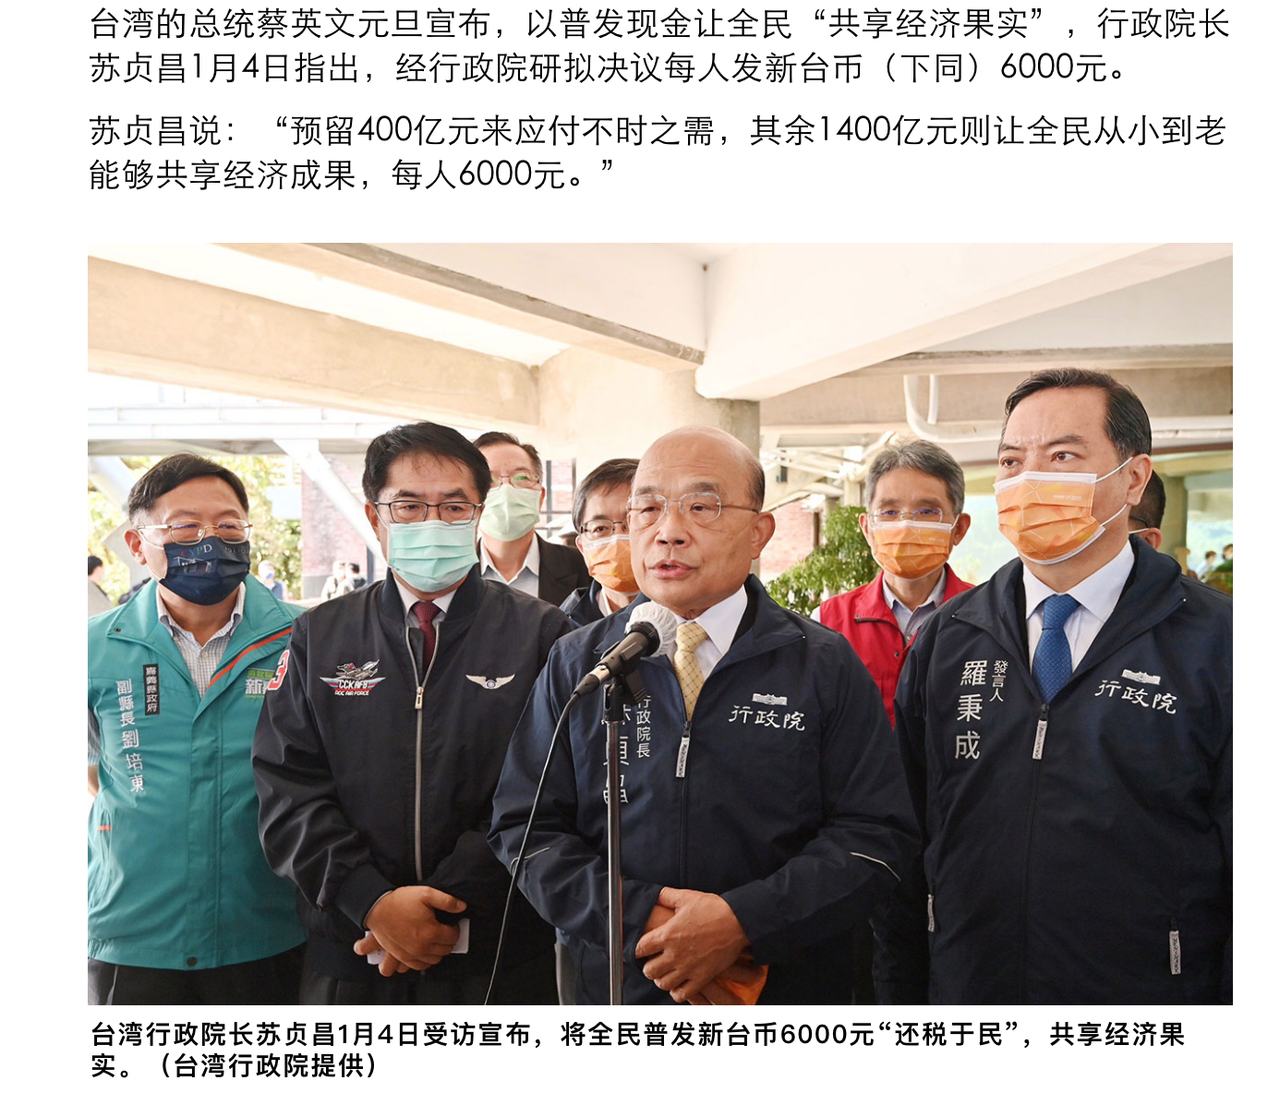 台湾的总统蔡英文元旦宣布，以普发现金让全民“共享经济果实”，行政院长
苏贞昌1月4日指出，经行政院研拟决议每人发新台币（下同）6000元。
苏贞昌说：“预留400亿元来应付不时之需，其余1400亿元则让全民从小到老
能够共享经济成果，每人6000元。”
嘉義縣政府
副縣長劉培東
新
3
CCK AFB
ROC AIR FORCE
行政院長
行政院
發言人
羅秉成
行政院
台湾行政院长苏贞昌1月4日受访宣布，将全民普发新台币6000元“还税于民”，共享经济果
实。（台湾行政院提供）